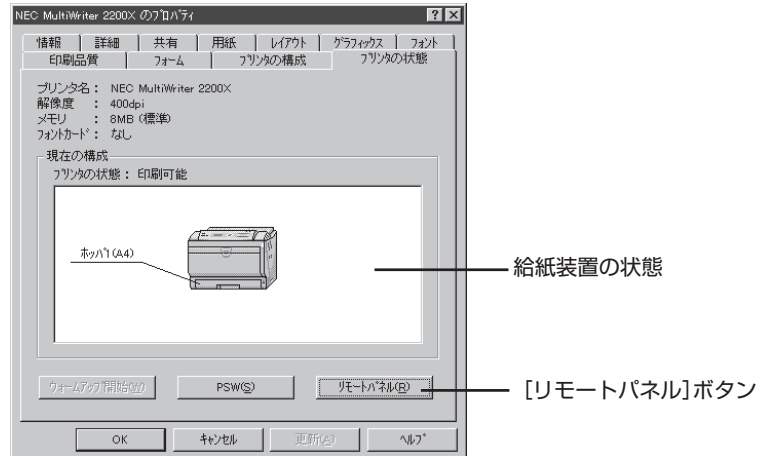 NEC MultiWriter 2200X のﾌﾟﾛﾊﾟﾃｨ
情報 詳細 共有 用紙 ﾚｲｱｳﾄ ｸﾞﾗﾌｨｯｸｽ ﾌｫﾝﾄ
印刷品質 ﾌｫｰﾑ ﾌﾟﾘﾝﾀの構成 ﾌﾟﾘﾝﾀの状態
プリンタ名： NEC MultiWriter 2200X
解像度 ： 400dpi
メモリ ： 8MB (標準)
ﾌｫﾝﾄｶｰﾄﾞ： なし
現在の構成
ﾌﾟﾘﾝﾀの状態： 印刷可能
ﾎｯﾊﾟ1(A4)
給紙装置の状態
ｳｫｰﾑｱｯﾌﾟ開始(W) PSW(S) ﾘﾓｰﾄﾊﾟﾈﾙ(R)
[リモートパネル]ボタン
OK ｷｬﾝｾﾙ 更新(A) ﾍﾙﾌﾟ